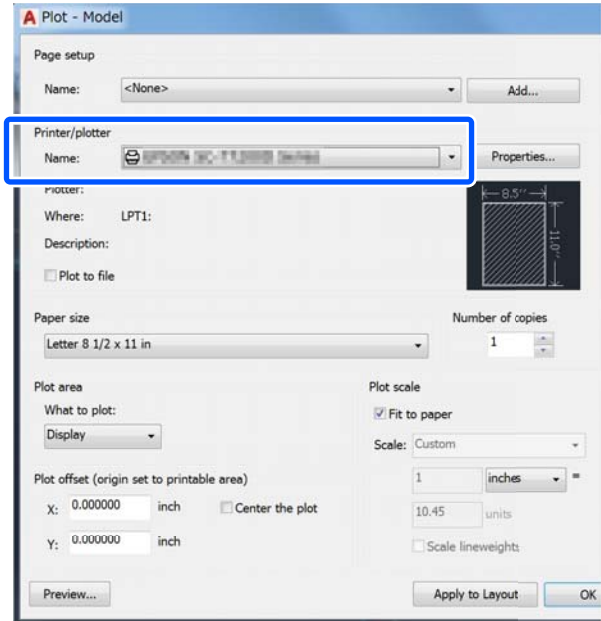 A Plot - Model
Page setup
Name: <None> Add...
Printer/plotter
Name: Properties...
Plotter:
Where: LPT1:
Description:
Plot to file
8.5''
11.0''
Paper size
Letter 8 1/2 x 11 in
Number of copies
1
Plot area
What to plot:
Display
Plot scale
Fit to paper
Scale: Custom
1 inches =
10.45 units
Scale lineweights
Plot offset (origin set to printable area)
X: 0.000000 inch Center the plot
Y: 0.000000 inch
Preview... Apply to Layout OK